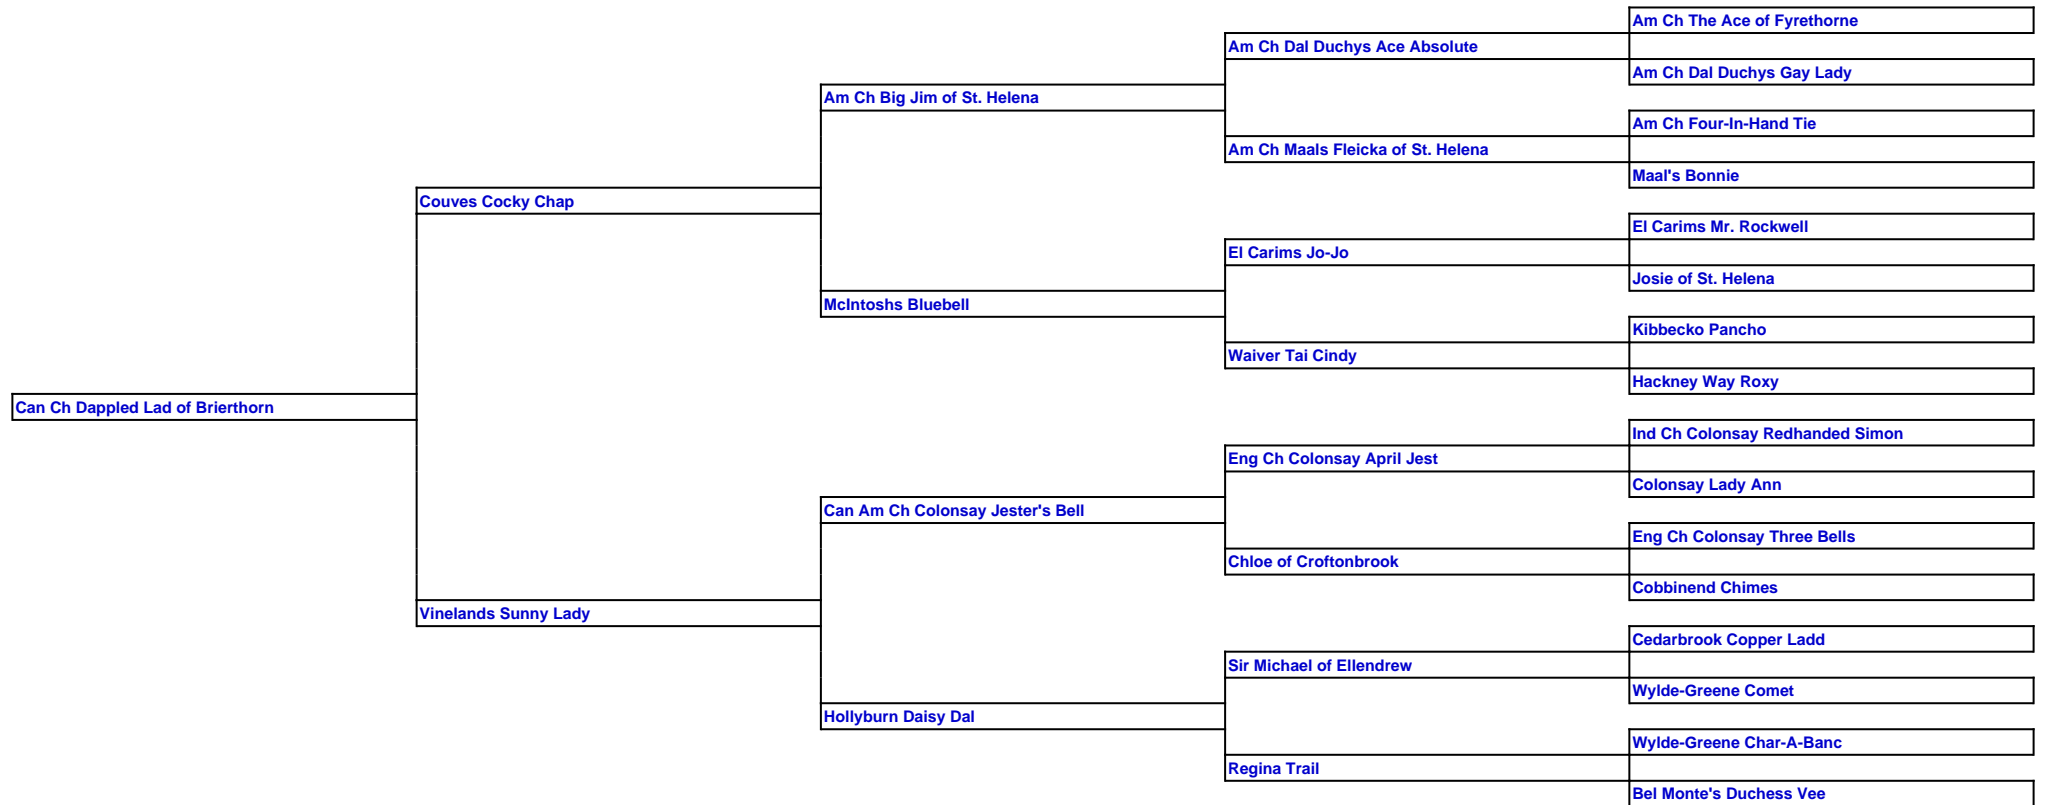 Am Ch The Ace of Fyrethorne
Am Ch Dal Duchys Ace Absolute
Am Ch Dal Duchys Gay Lady
Am Ch Big Jim of St. Helena
Am Ch Four-In-Hand Tie
Am Ch Maals Fleicka of St. Helena
Maal's Bonnie
Couves Cocky Chap
El Carims Mr. Rockwell
El Carims Jo-Jo
Josie of St. Helena
McIntoshs Bluebell
Kibbecko Pancho
Waiver Tai Cindy
Hackney Way Roxy
Can Ch Dappled Lad of Brierthorn
Ind Ch Colonsay Redhanded Simon
Eng Ch Colonsay April Jest
Colonsay Lady Ann
Can Am Ch Colonsay Jester's Bell
Eng Ch Colonsay Three Bells
Chloe of Croftonbrook
Cobbinend Chimes
Vinelands Sunny Lady
Cedarbrook Copper Ladd
Sir Michael of Ellendrew
Wylde-Greene Comet
Hollyburn Daisy Dal
Wylde-Greene Char-A-Banc
Regina Trail
Bel Monte's Duchess Vee